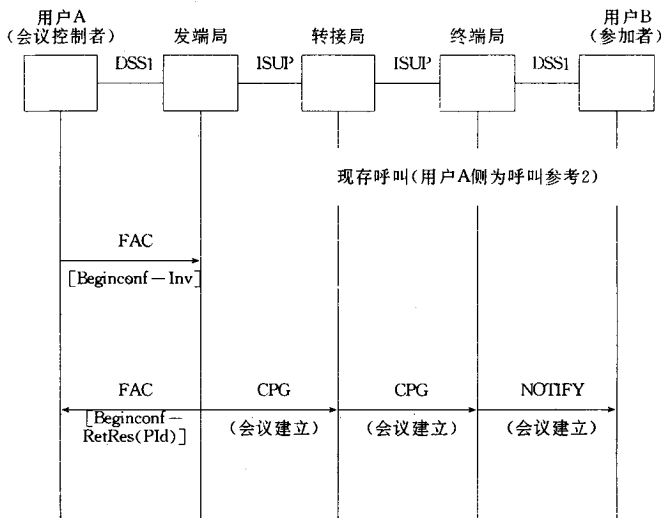 用户A
(会议控制者)
发端局
转接局
终端局
用户B
(参加者)
DSS1
ISUP
ISUP
DSS1
现存呼叫(用户A侧为呼叫参考2)
FAC
[Beginconf－Inv]
FAC
[Beginconf－
RetRes(PId)]
CPG
(会议建立)
CPG
(会议建立)
NOTIFY
(会议建立)